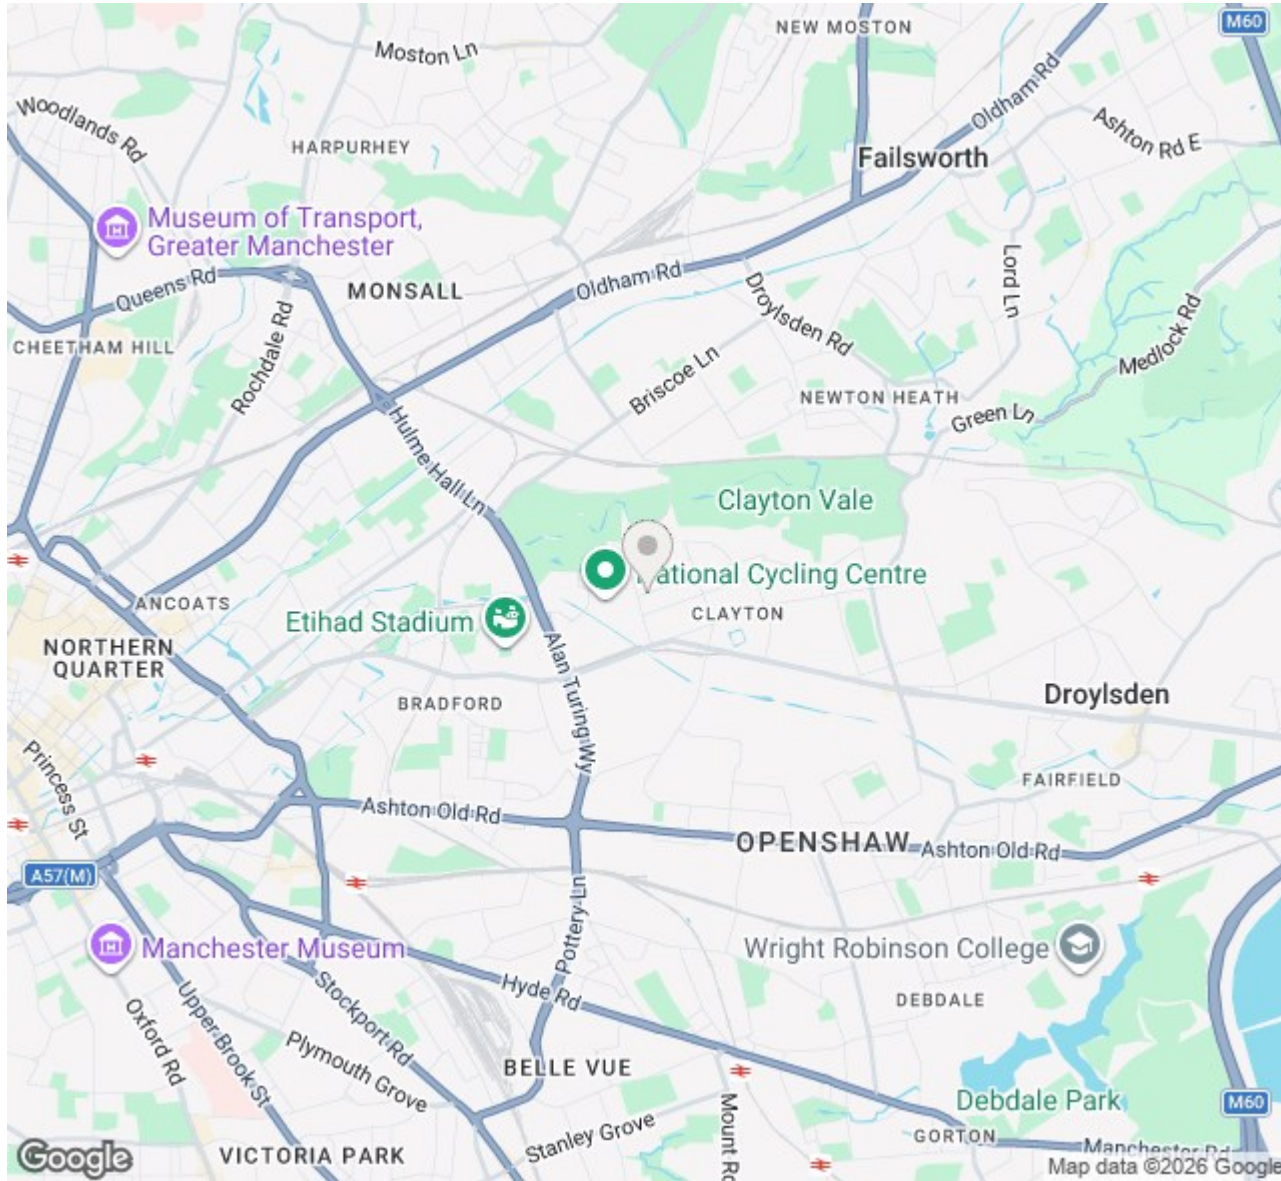 NEW MOSTON
M60
Moston Ln
Oldham Rd
Woodlands Rd
Ashton Rd E
HARPURHEY
Failsworth
Museum of Transport,
Greater Manchester
Queens Rd
MONSALL
Oldham Rd
Lord Ln
Droylsden Rd
Medlock Rd
CHEETHAM HILL
Rochdale Rd
Briscoe Ln
NEWTON HEATH
Green Ln
Hulme Hall Ln
Clayton Vale
National Cycling Centre
ANCOATS
CLAYTON
Etihad Stadium
NORTHERN
QUARTER
Alan Turing Wy
BRADFORD
Droylsden
Princess St
FAIRFIELD
Ashton Old Rd
OPENSHAW
Ashton Old Rd
A57(M)
Pottery Ln
Manchester Museum
Wright Robinson College
Hyde Rd
Stockport Rd
Upper Brook St
Oxford Rd
DEBDALE
Plymouth Grove
BELLE VUE
Debdale Park
M60
Mount Rd
Stanley Grove
GORTON
Manchester Rd
VICTORIA PARK
Google
Map data ©2026 Google